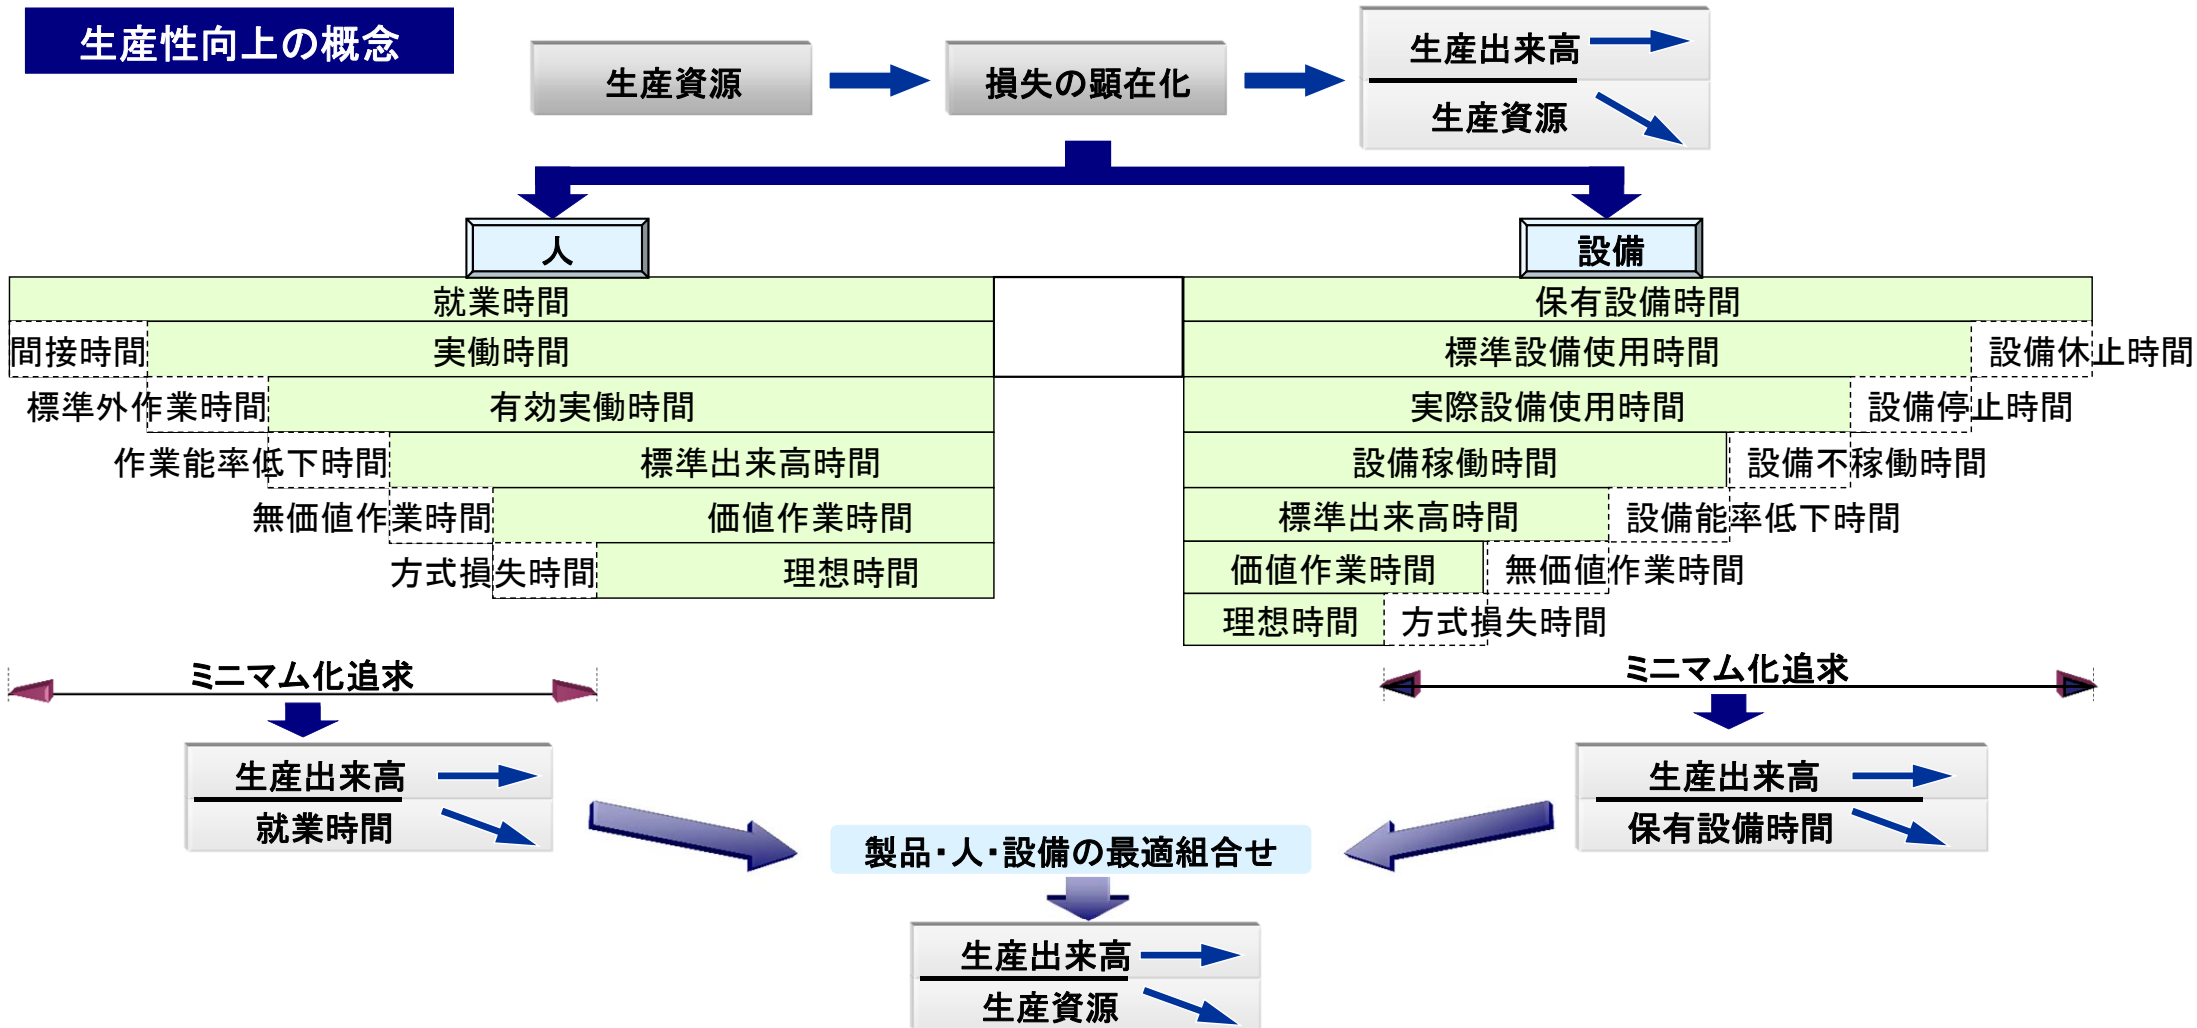 生産性向上の概念
生産資源
損失の顕在化
生産出来高
生産資源
人
設備
就業時間
保有設備時間
間接時間
実働時間
標準設備使用時間
設備休止時間
標準外作業時間
有効実働時間
実際設備使用時間
設備停止時間
作業能率低下時間
標準出来高時間
設備稼働時間
設備不稼働時間
無価値作業時間
価値作業時間
標準出来高時間
設備能率低下時間
方式損失時間
理想時間
価値作業時間
無価値作業時間
理想時間
方式損失時間
ミニマム化追求
ミニマム化追求
生産出来高
就業時間
生産出来高
保有設備時間
製品・人・設備の最適組合せ
生産出来高
生産資源